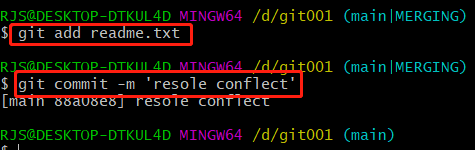 RJS@DESKTOP-DTKUL4D MINGW64 /d/git001 (main|MERGING)
$ git add readme.txt
RJS@DESKTOP-DTKUL4D MINGW64 /d/git001 (main|MERGING)
$ git commit -m 'resole conflect'
[main 88a08e8] resole conflect
RJS@DESKTOP-DTKUL4D MINGW64 /d/git001 (main)
$